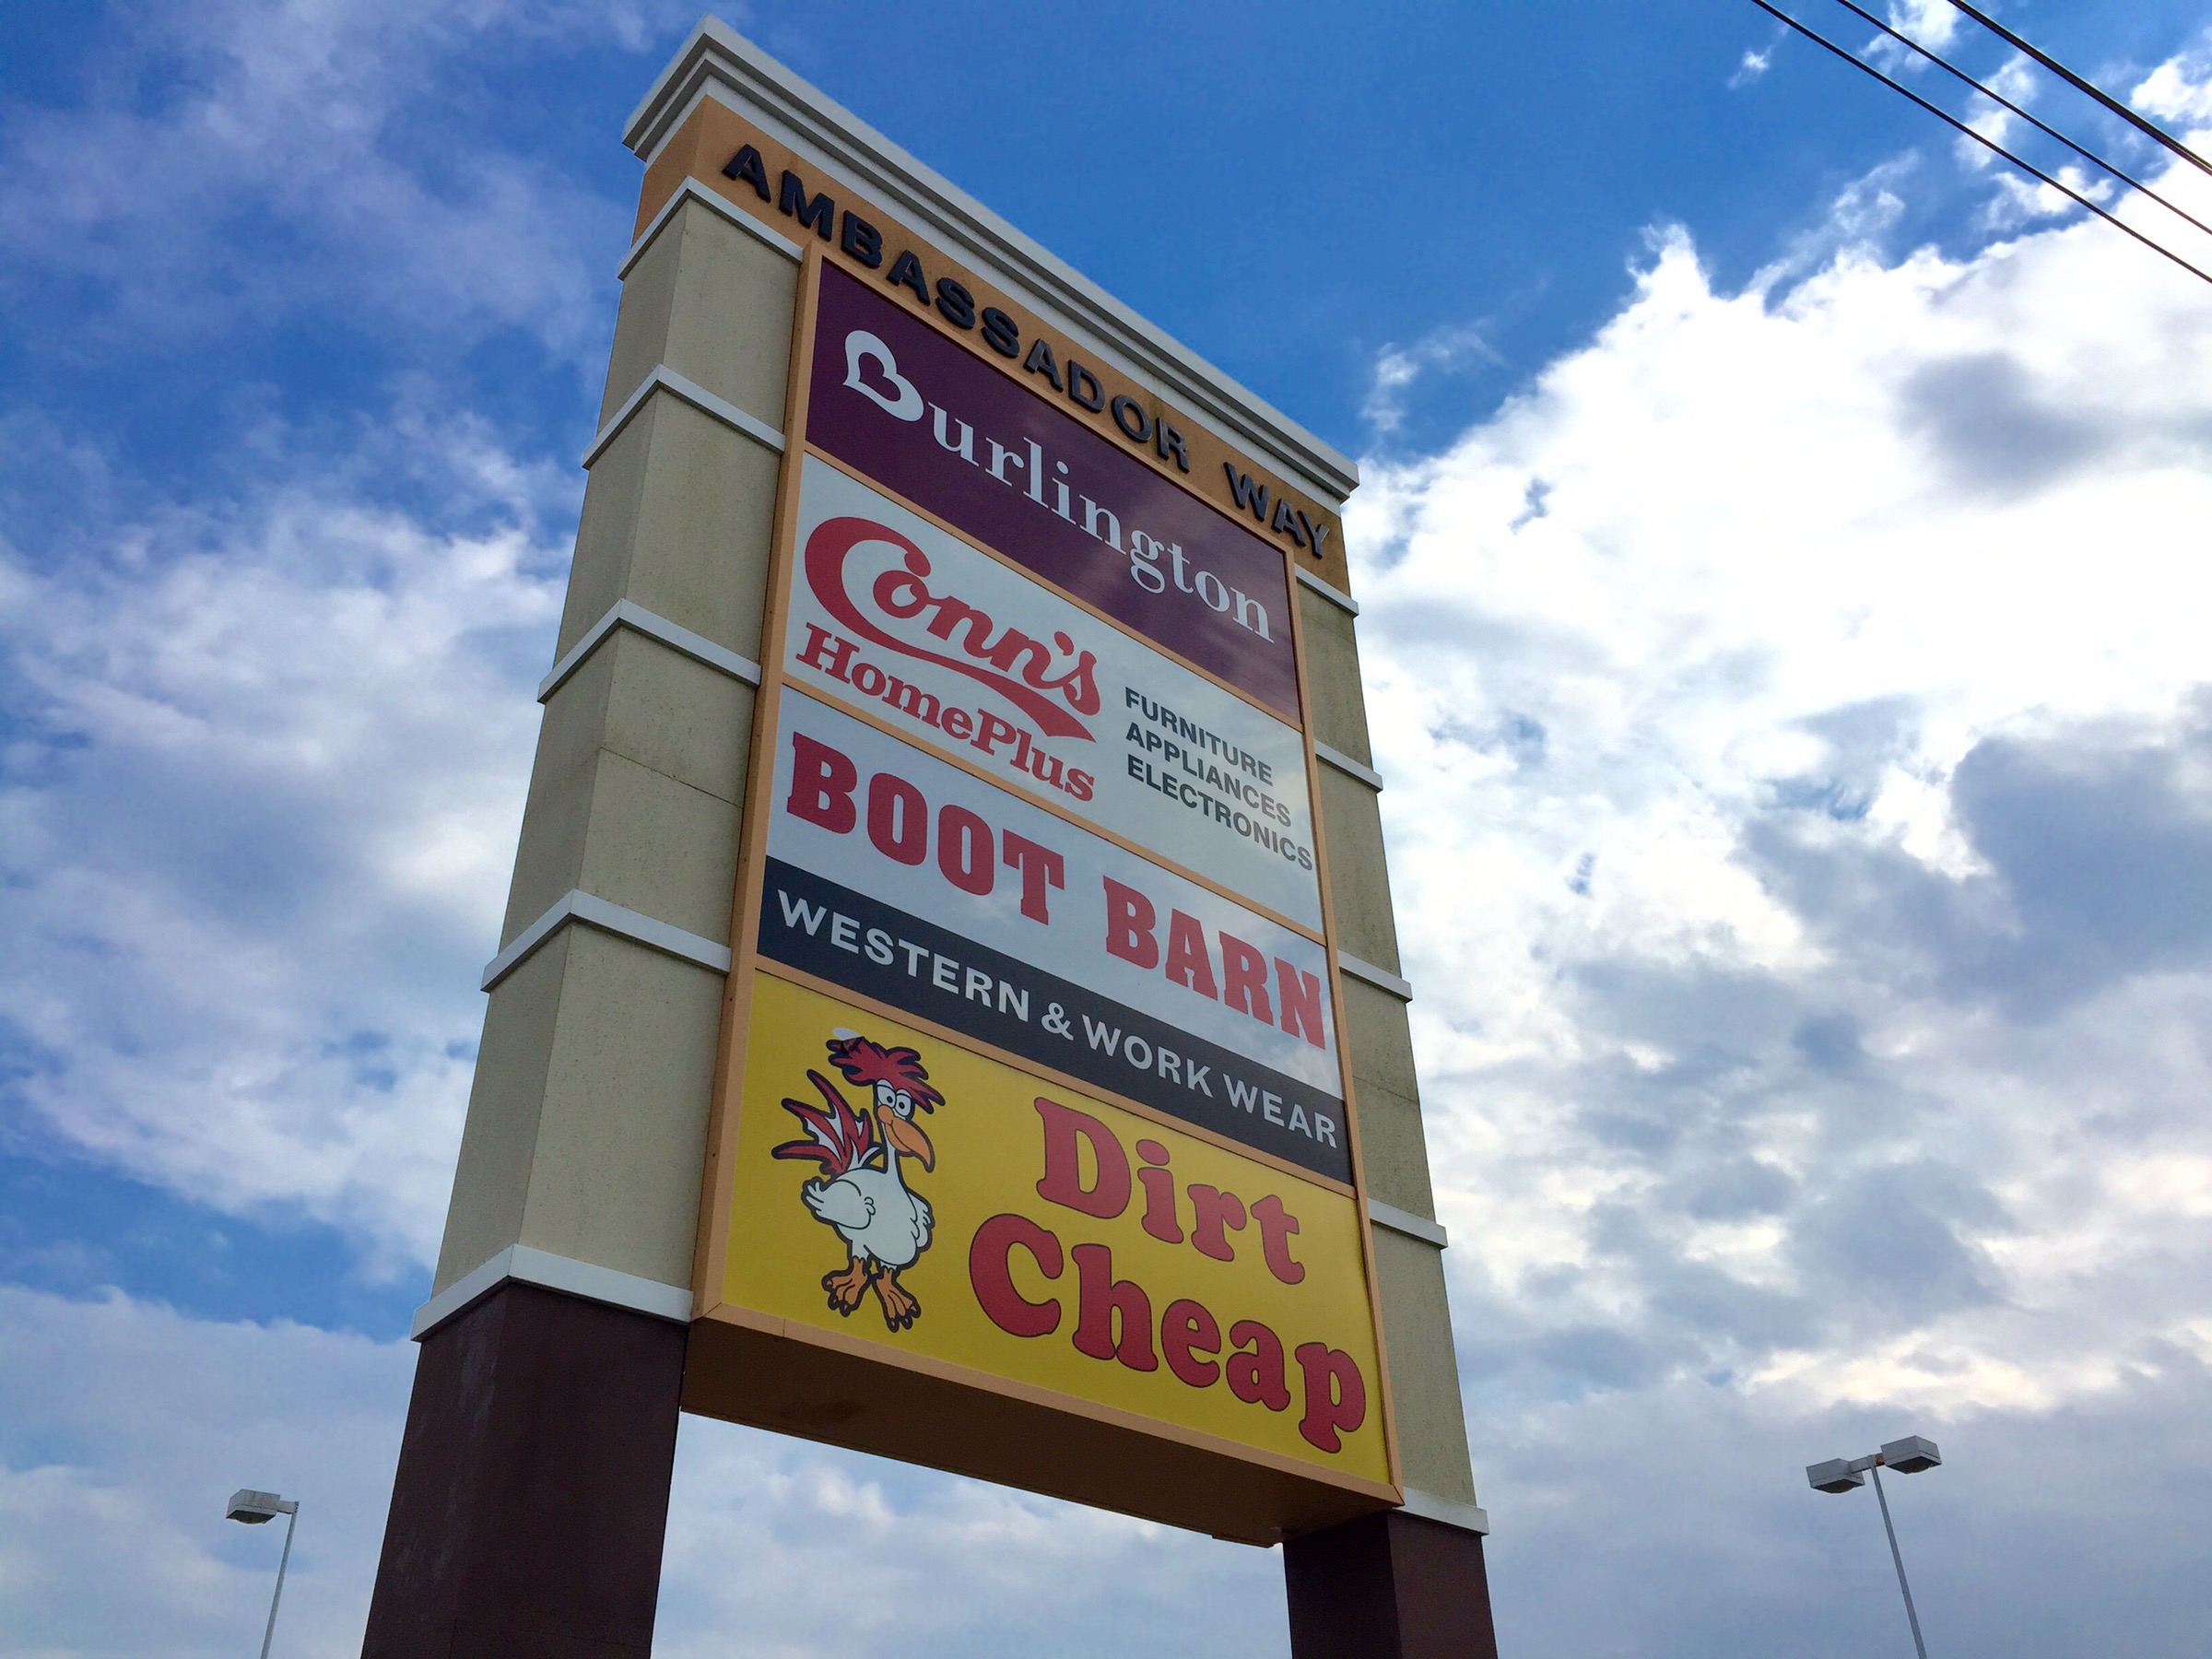 AMBASSADOR WAY
Burlington
Conn's
HomePlus
FURNITURE
APPLIANCES
ELECTRONICS
BOOT BARN
WESTERN & WORK WEAR
Dirt
Cheap